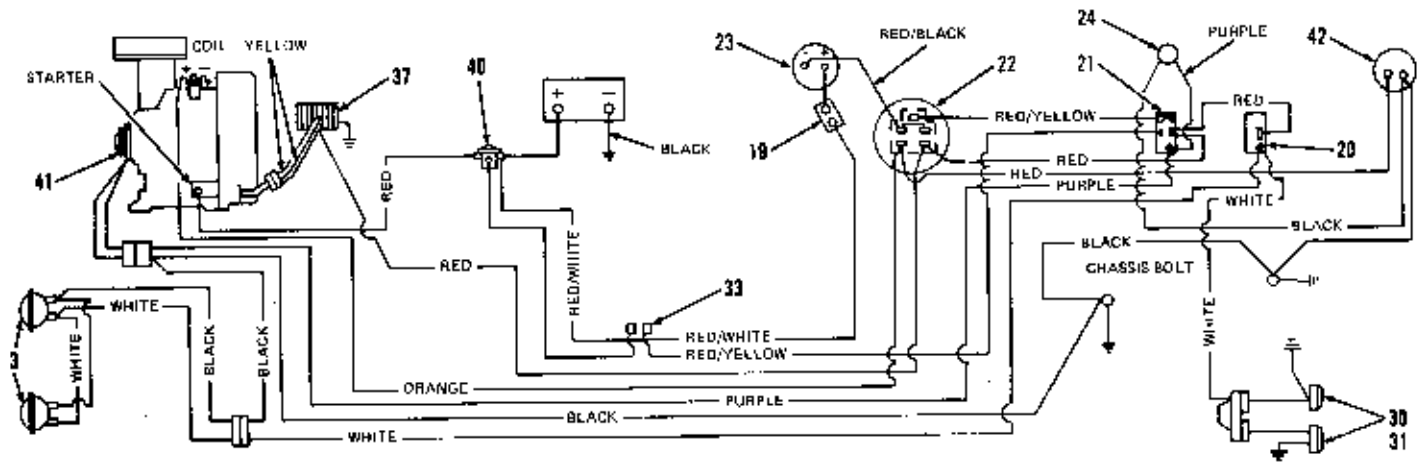 COIL
YELLOW
STARTER
37
40
+
−
BLACK
RED
41
23
RED/BLACK
22
19
24
PURPLE
21
42
RED/YELLOW
RED
RED
RED
PURPLE
20
WHITE
BLACK
BLACK
CHASSIS BOLT
RED
RED/WHITE
33
RED/WHITE
RED/YELLOW
WHITE
WHITE
BLACK
BLACK
WHITE
ORANGE
PURPLE
BLACK
WHITE
30
31